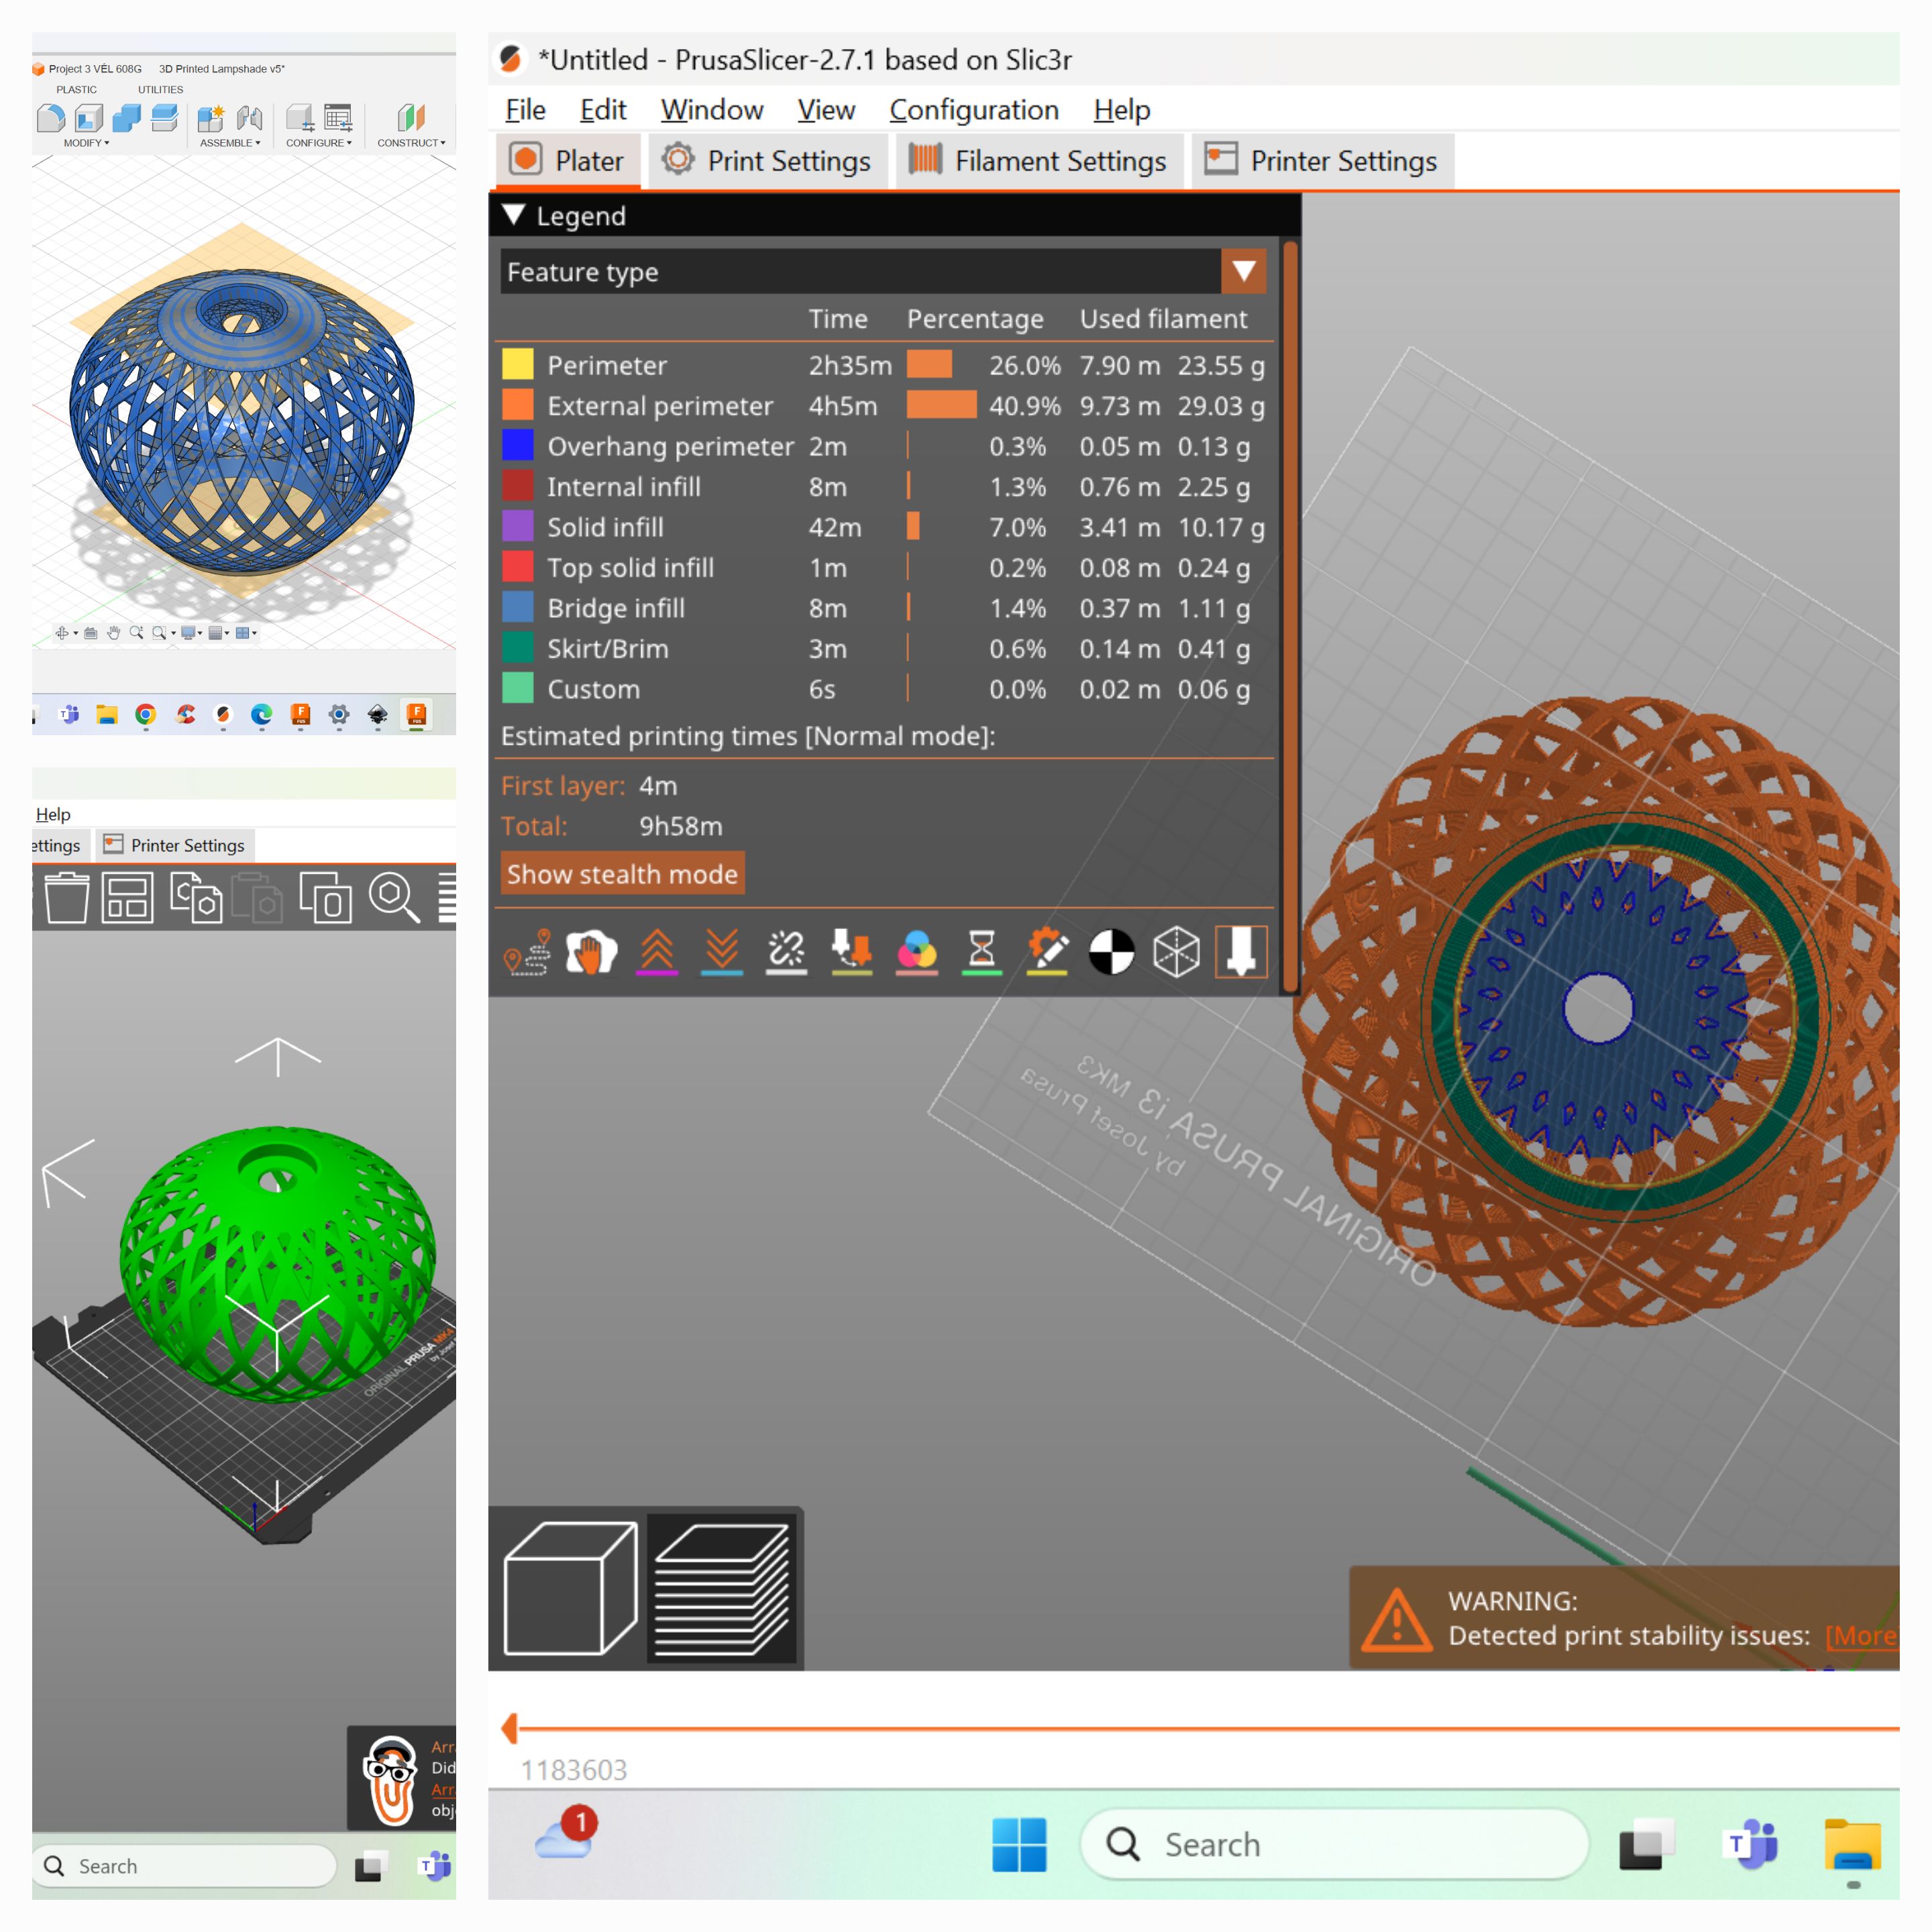 Project 3 VÉL 608G 3D Printed Lampshade v5*
PLASTIC UTILITIES
MODIFY ASSEMBLE CONFIGURE CONSTRUCT
Help
ettings Printer Settings
ORIGINAL PRUSA MK4
by Josef
Arr
Did
Arr
obj
Search
*Untitled - PrusaSlicer-2.7.1 based on Slic3r
File Edit Window View Configuration Help
Plater Print Settings Filament Settings Printer Settings
Legend
Feature type
Time Percentage Used filament
Perimeter 2h35m 26.0% 7.90 m 23.55 g
External perimeter 4h5m 40.9% 9.73 m 29.03 g
Overhang perimeter 2m 0.3% 0.05 m 0.13 g
Internal infill 8m 1.3% 0.76 m 2.25 g
Solid infill 42m 7.0% 3.41 m 10.17 g
Top solid infill 1m 0.2% 0.08 m 0.24 g
Bridge infill 8m 1.4% 0.37 m 1.11 g
Skirt/Brim 3m 0.6% 0.14 m 0.41 g
Custom 6s 0.0% 0.02 m 0.06 g
Estimated printing times [Normal mode]:
First layer: 4m
Total: 9h58m
Show stealth mode
ORIGINAL PRUSA i3 MK3
by Josef Prusa
WARNING:
Detected print stability issues: [More
1183603
1
Search